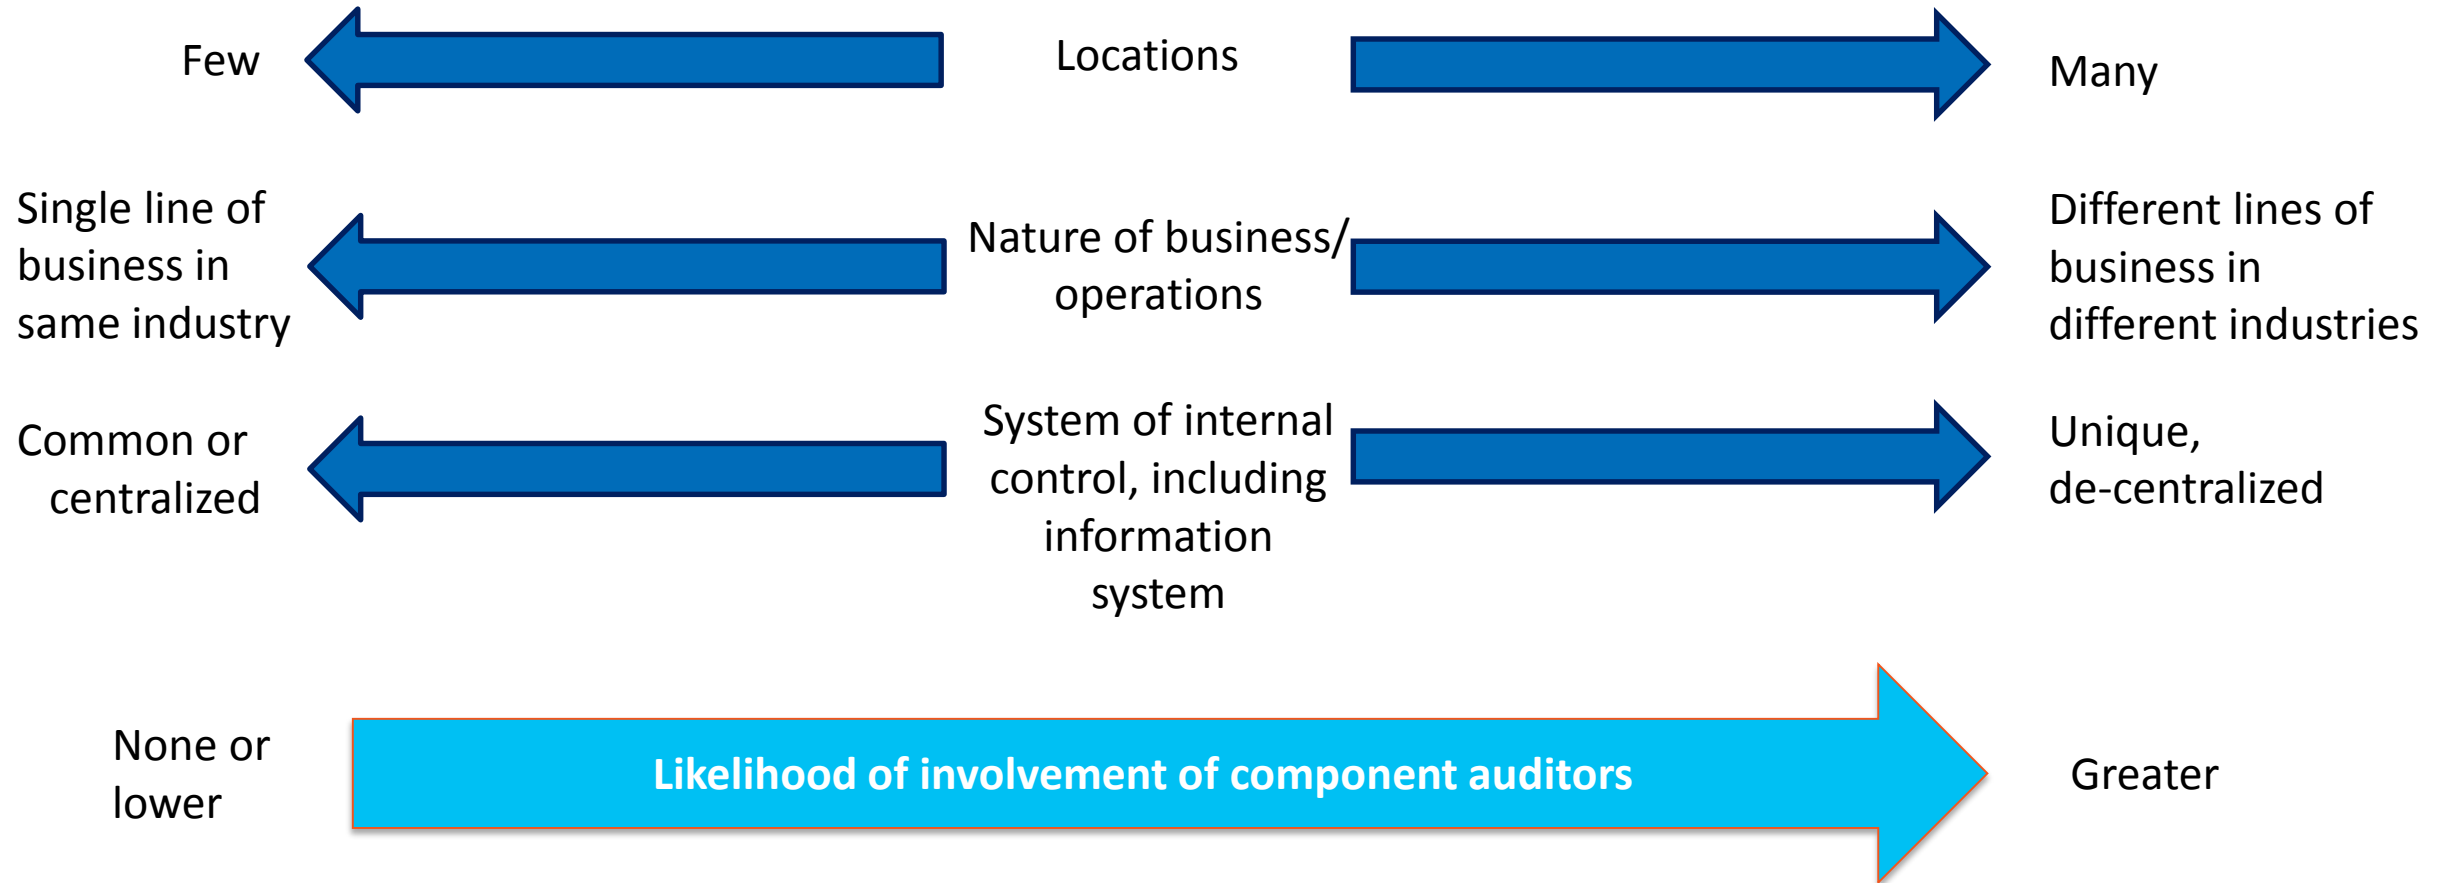 Few
Locations
Many
Single line of
business in
same industry
Nature of business/
operations
Different lines of
business in
different industries
Common or
centralized
System of internal
control, including
information
system
Unique,
de-centralized
None or
lower
Likelihood of involvement of component auditors
Greater